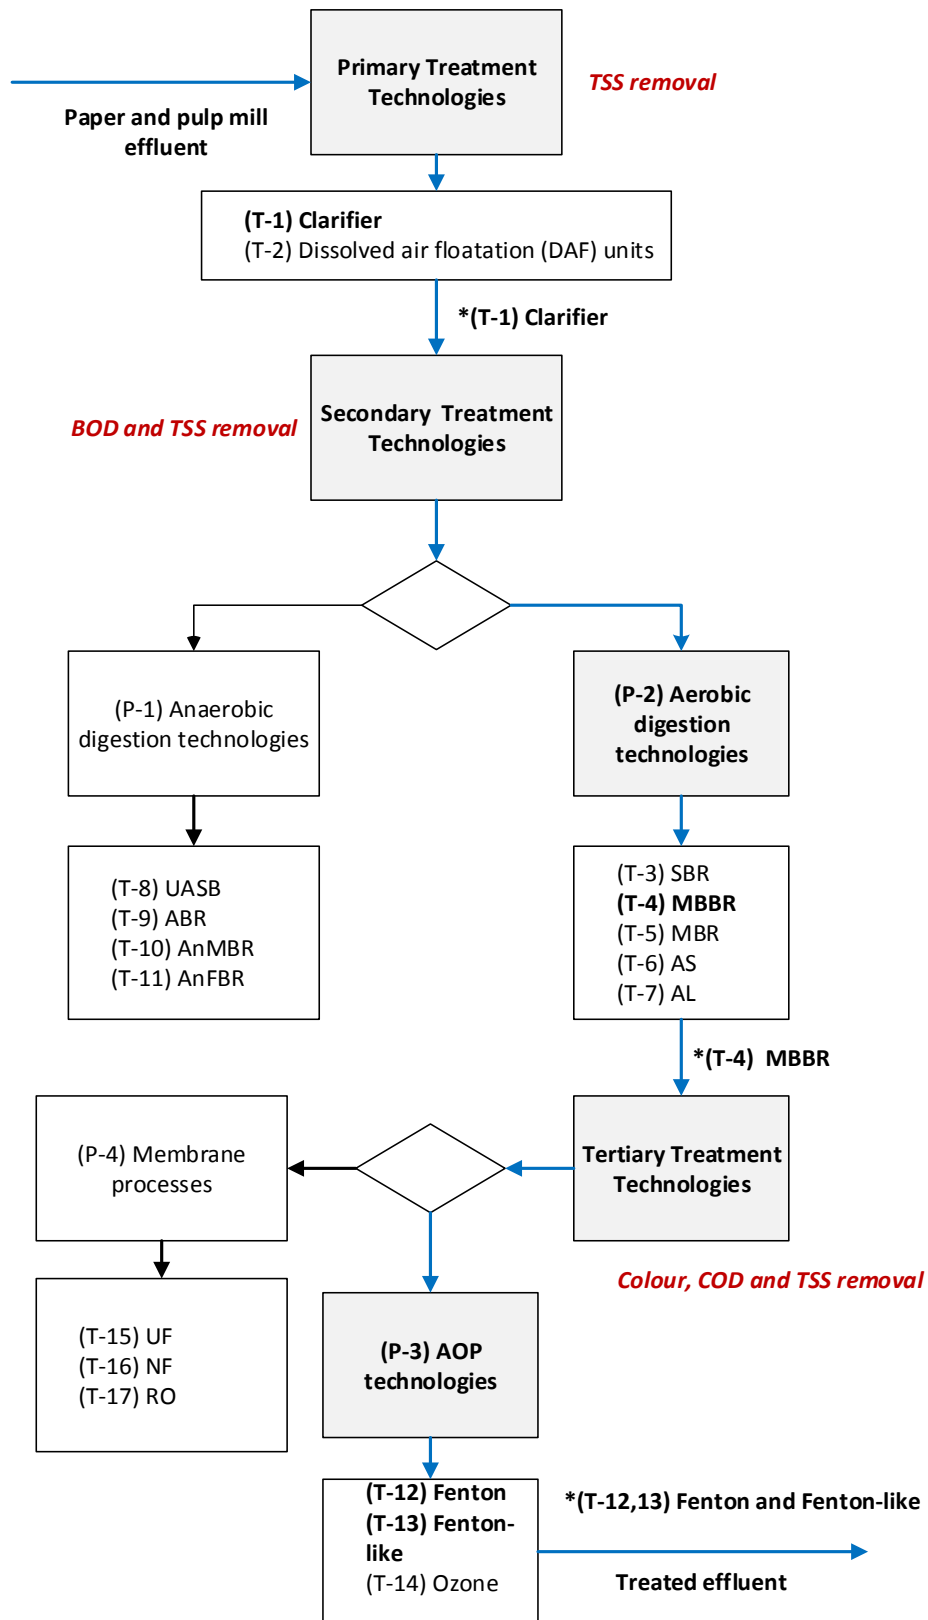 Primary Treatment
Technologies
TSS removal
Paper and pulp mill
effluent
(T-1) Clarifier
(T-2) Dissolved air floatation (DAF) units
*(T-1) Clarifier
Secondary Treatment
Technologies
BOD and TSS removal
(P-1) Anaerobic
digestion technologies
(P-2) Aerobic
digestion
technologies
(T-8) UASB
(T-9) ABR
(T-10) AnMBR
(T-11) AnFBR
(T-3) SBR
(T-4) MBBR
(T-5) MBR
(T-6) AS
(T-7) AL
*(T-4) MBBR
(P-4) Membrane
processes
Tertiary Treatment
Technologies
Colour, COD and TSS removal
(T-15) UF
(T-16) NF
(T-17) RO
(P-3) AOP
technologies
(T-12) Fenton
(T-13) Fenton-
like
(T-14) Ozone
*(T-12,13) Fenton and Fenton-like
Treated effluent